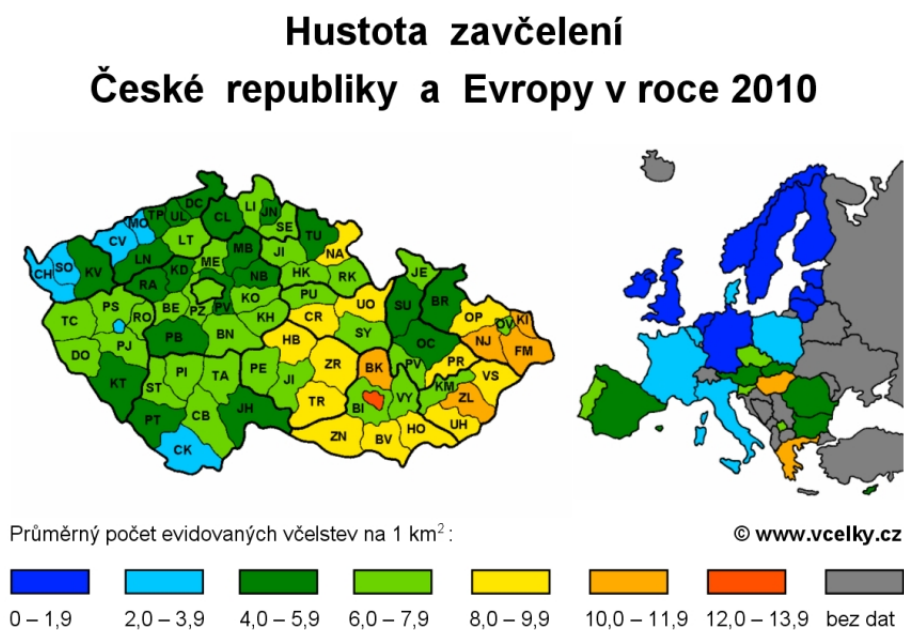 Hustota zavčelení
České republiky a Evropy v roce 2010
DC
TP
UL
MO
CV
CH
SO
KV
LN
LT
CL
LI
JN
SE
TU
NA
ME
MB
JI
RA
KD
NB
HK
RK
BE
PZ
PV
KO
PU
TC
PS
RO
PJ
PB
BN
KH
CR
UO
DO
KT
ST
PI
TA
PE
JI
HB
SY
PT
CB
JH
CK
ZR
TR
BK
BI
VY
ZN
BV
HO
UH
JE
SU
BR
OC
PV
KM
ZL
PR
VS
OP
OV
KI
NJ
FM
Průměrný počet evidovaných včelstev na 1 km² :
© www.vcelky.cz
0 – 1,9 2,0 – 3,9 4,0 – 5,9 6,0 – 7,9 8,0 – 9,9 10,0 – 11,9 12,0 – 13,9 bez dat